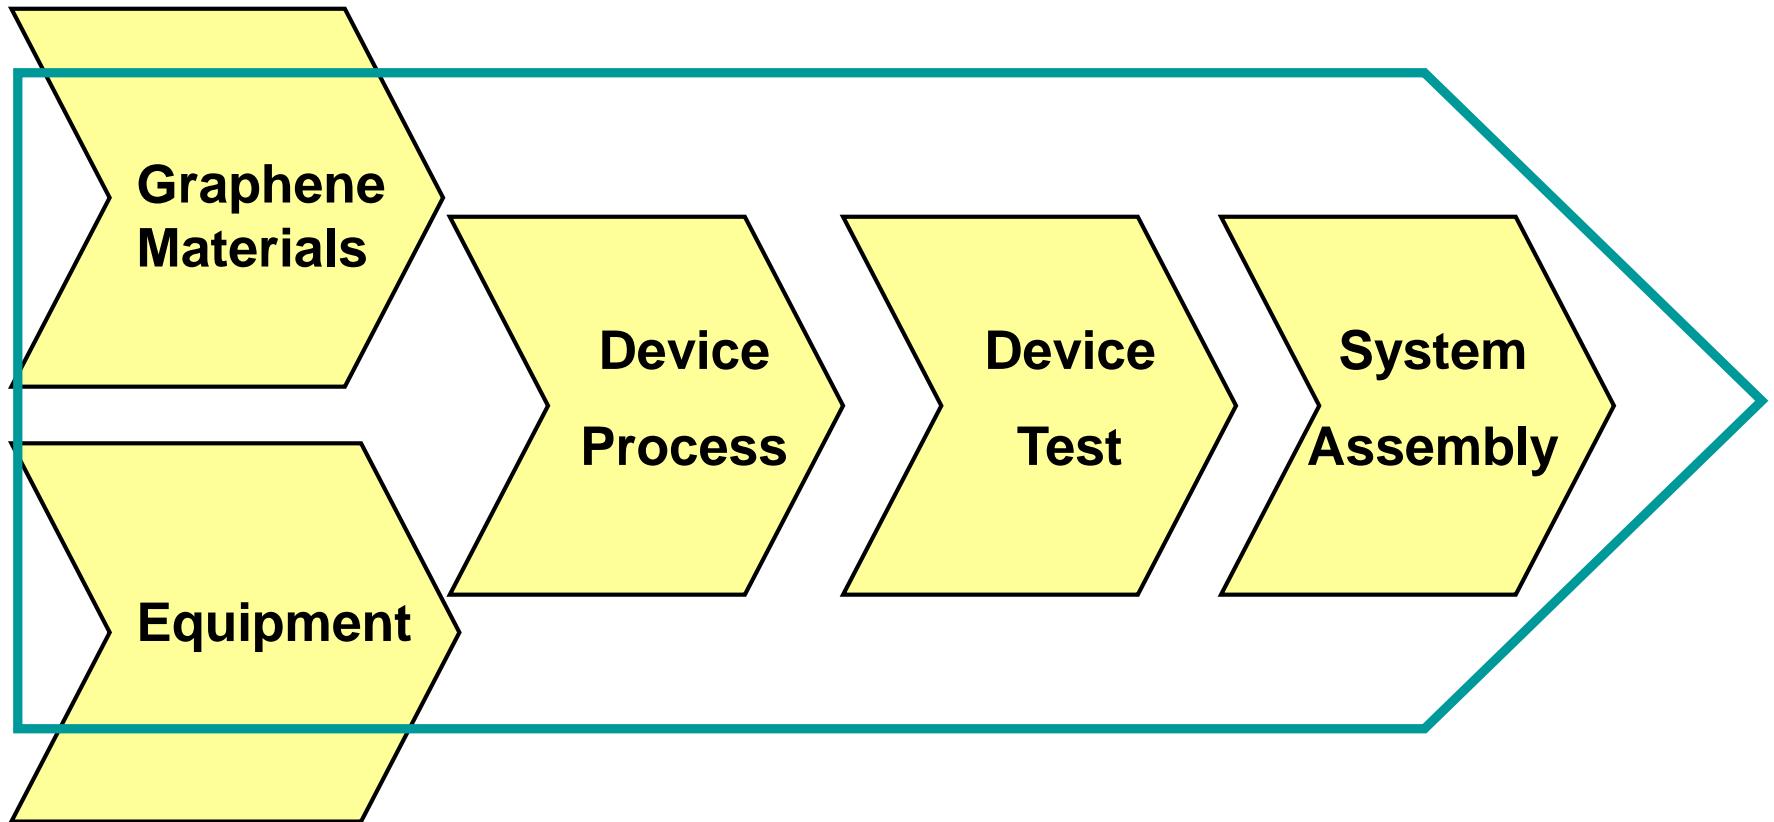 Graphene
Materials
Equipment
Device
Process
Device
Test
System
Assembly